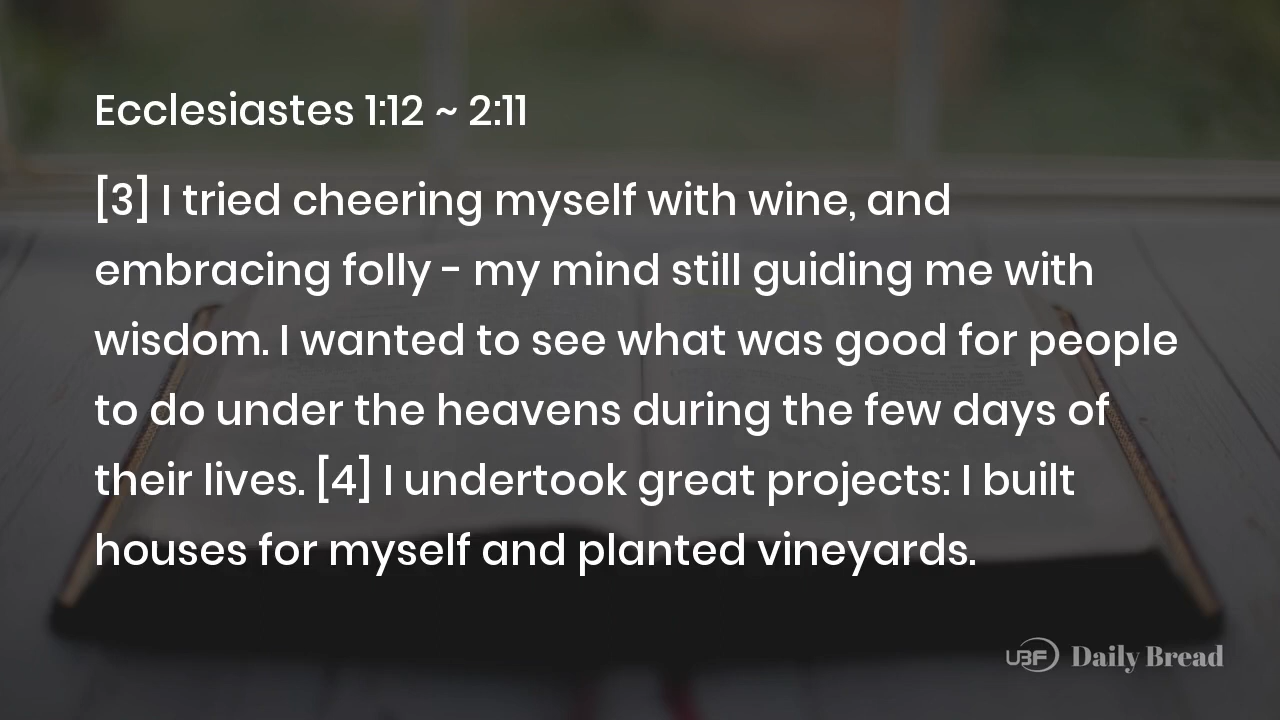 Ecclesiastes 1:12 ~ 2:11
[3] I tried cheering myself with wine, and
embracing folly - my mind still guiding me with
wisdom. I wanted to see what was good for people
to do under the heavens during the few days of
their lives. [4] I undertook great projects: I built
houses for myself and planted vineyards.
UBF Daily Bread